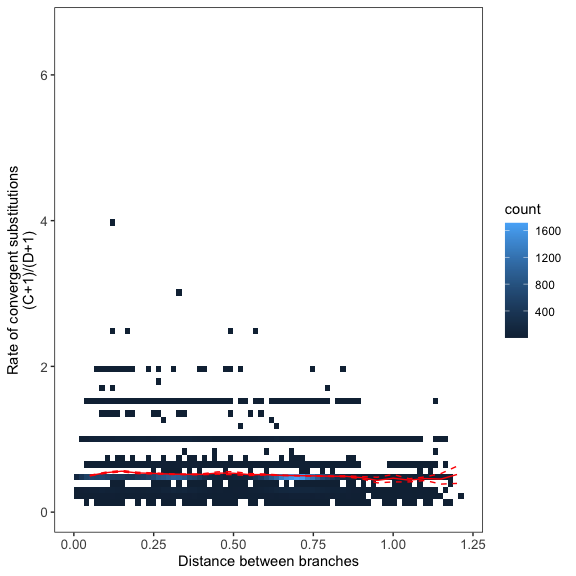 6
4
2
0
Rate of convergent substitutions
(C+1)/(D+1)
0.00 0.25 0.50 0.75 1.00 1.25
Distance between branches
count
1600
1200
800
400